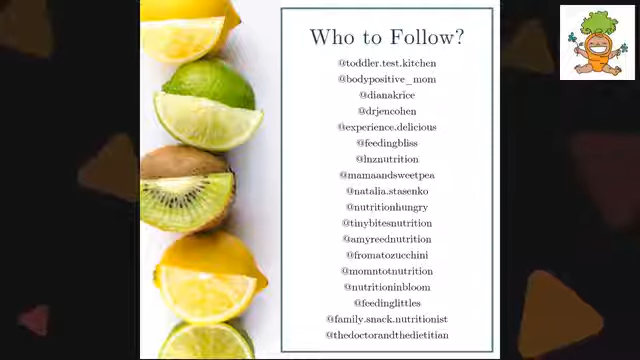 Who to Follow?
@toddler.test.kitchen
@bodypositive_mom
@dianakrice
@drjencohen
@experience.delicious
@feedingbliss
@lnznutrition
@mamaandsweetpea
@natalia.stasenko
@nutritionhungry
@tinybitesnutrition
@amyreednutrition
@fromatozucchini
@momntotnutrition
@nutritioninbloom
@feedinglittles
@family.snack.nutritionist
@thedoctorandthedietitian